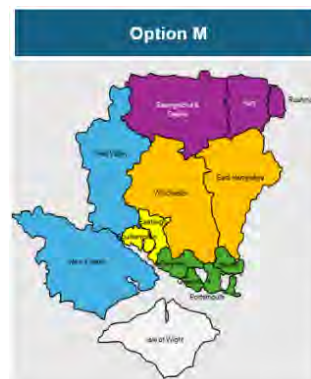 Option M
Basingstoke &
Deane
Hart
Rushmoor
Test Valley
East Hampshire
Winchester
Eastleigh
New Forest
Portsmouth
Isle of Wight